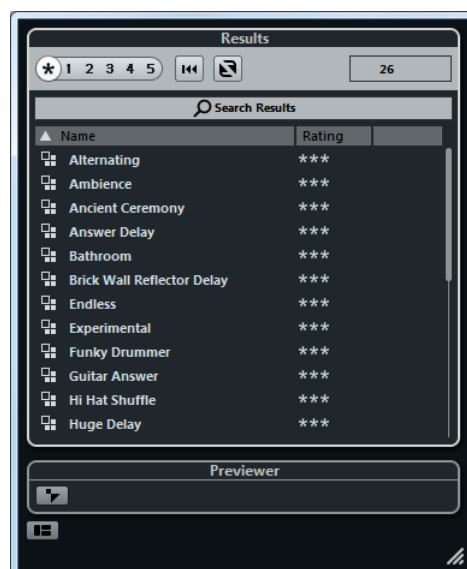 Results
* 1 2 3 4 5 26
Search Results
Name Rating
Alternating ***
Ambience ***
Ancient Ceremony ***
Answer Delay ***
Bathroom ***
Brick Wall Reflector Delay ***
Endless ***
Experimental ***
Funky Drummer ***
Guitar Answer ***
Hi Hat Shuffle ***
Huge Delay ***
Previewer